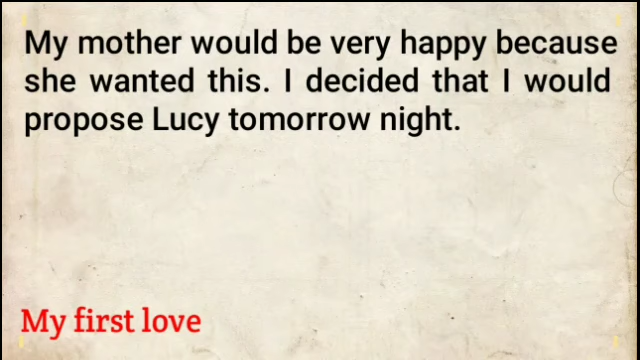 My mother would be very happy because
she wanted this. I decided that I would
propose Lucy tomorrow night.
My first love